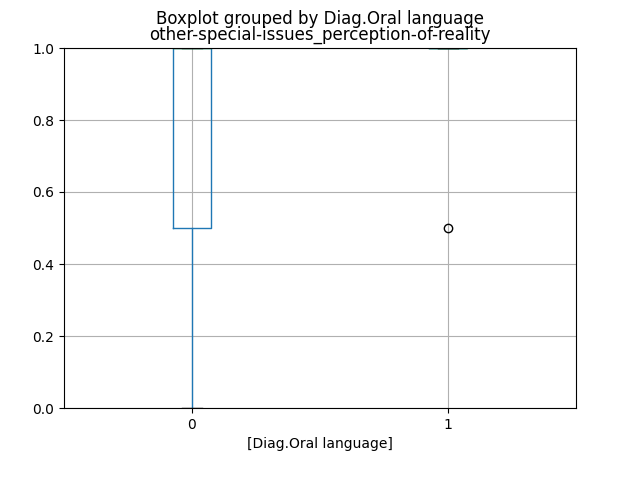 Boxplot grouped by Diag.Oral language
other-special-issues_perception-of-reality
1.0
0.8
0.6
0.4
0.2
0.0
0 1
[Diag.Oral language]